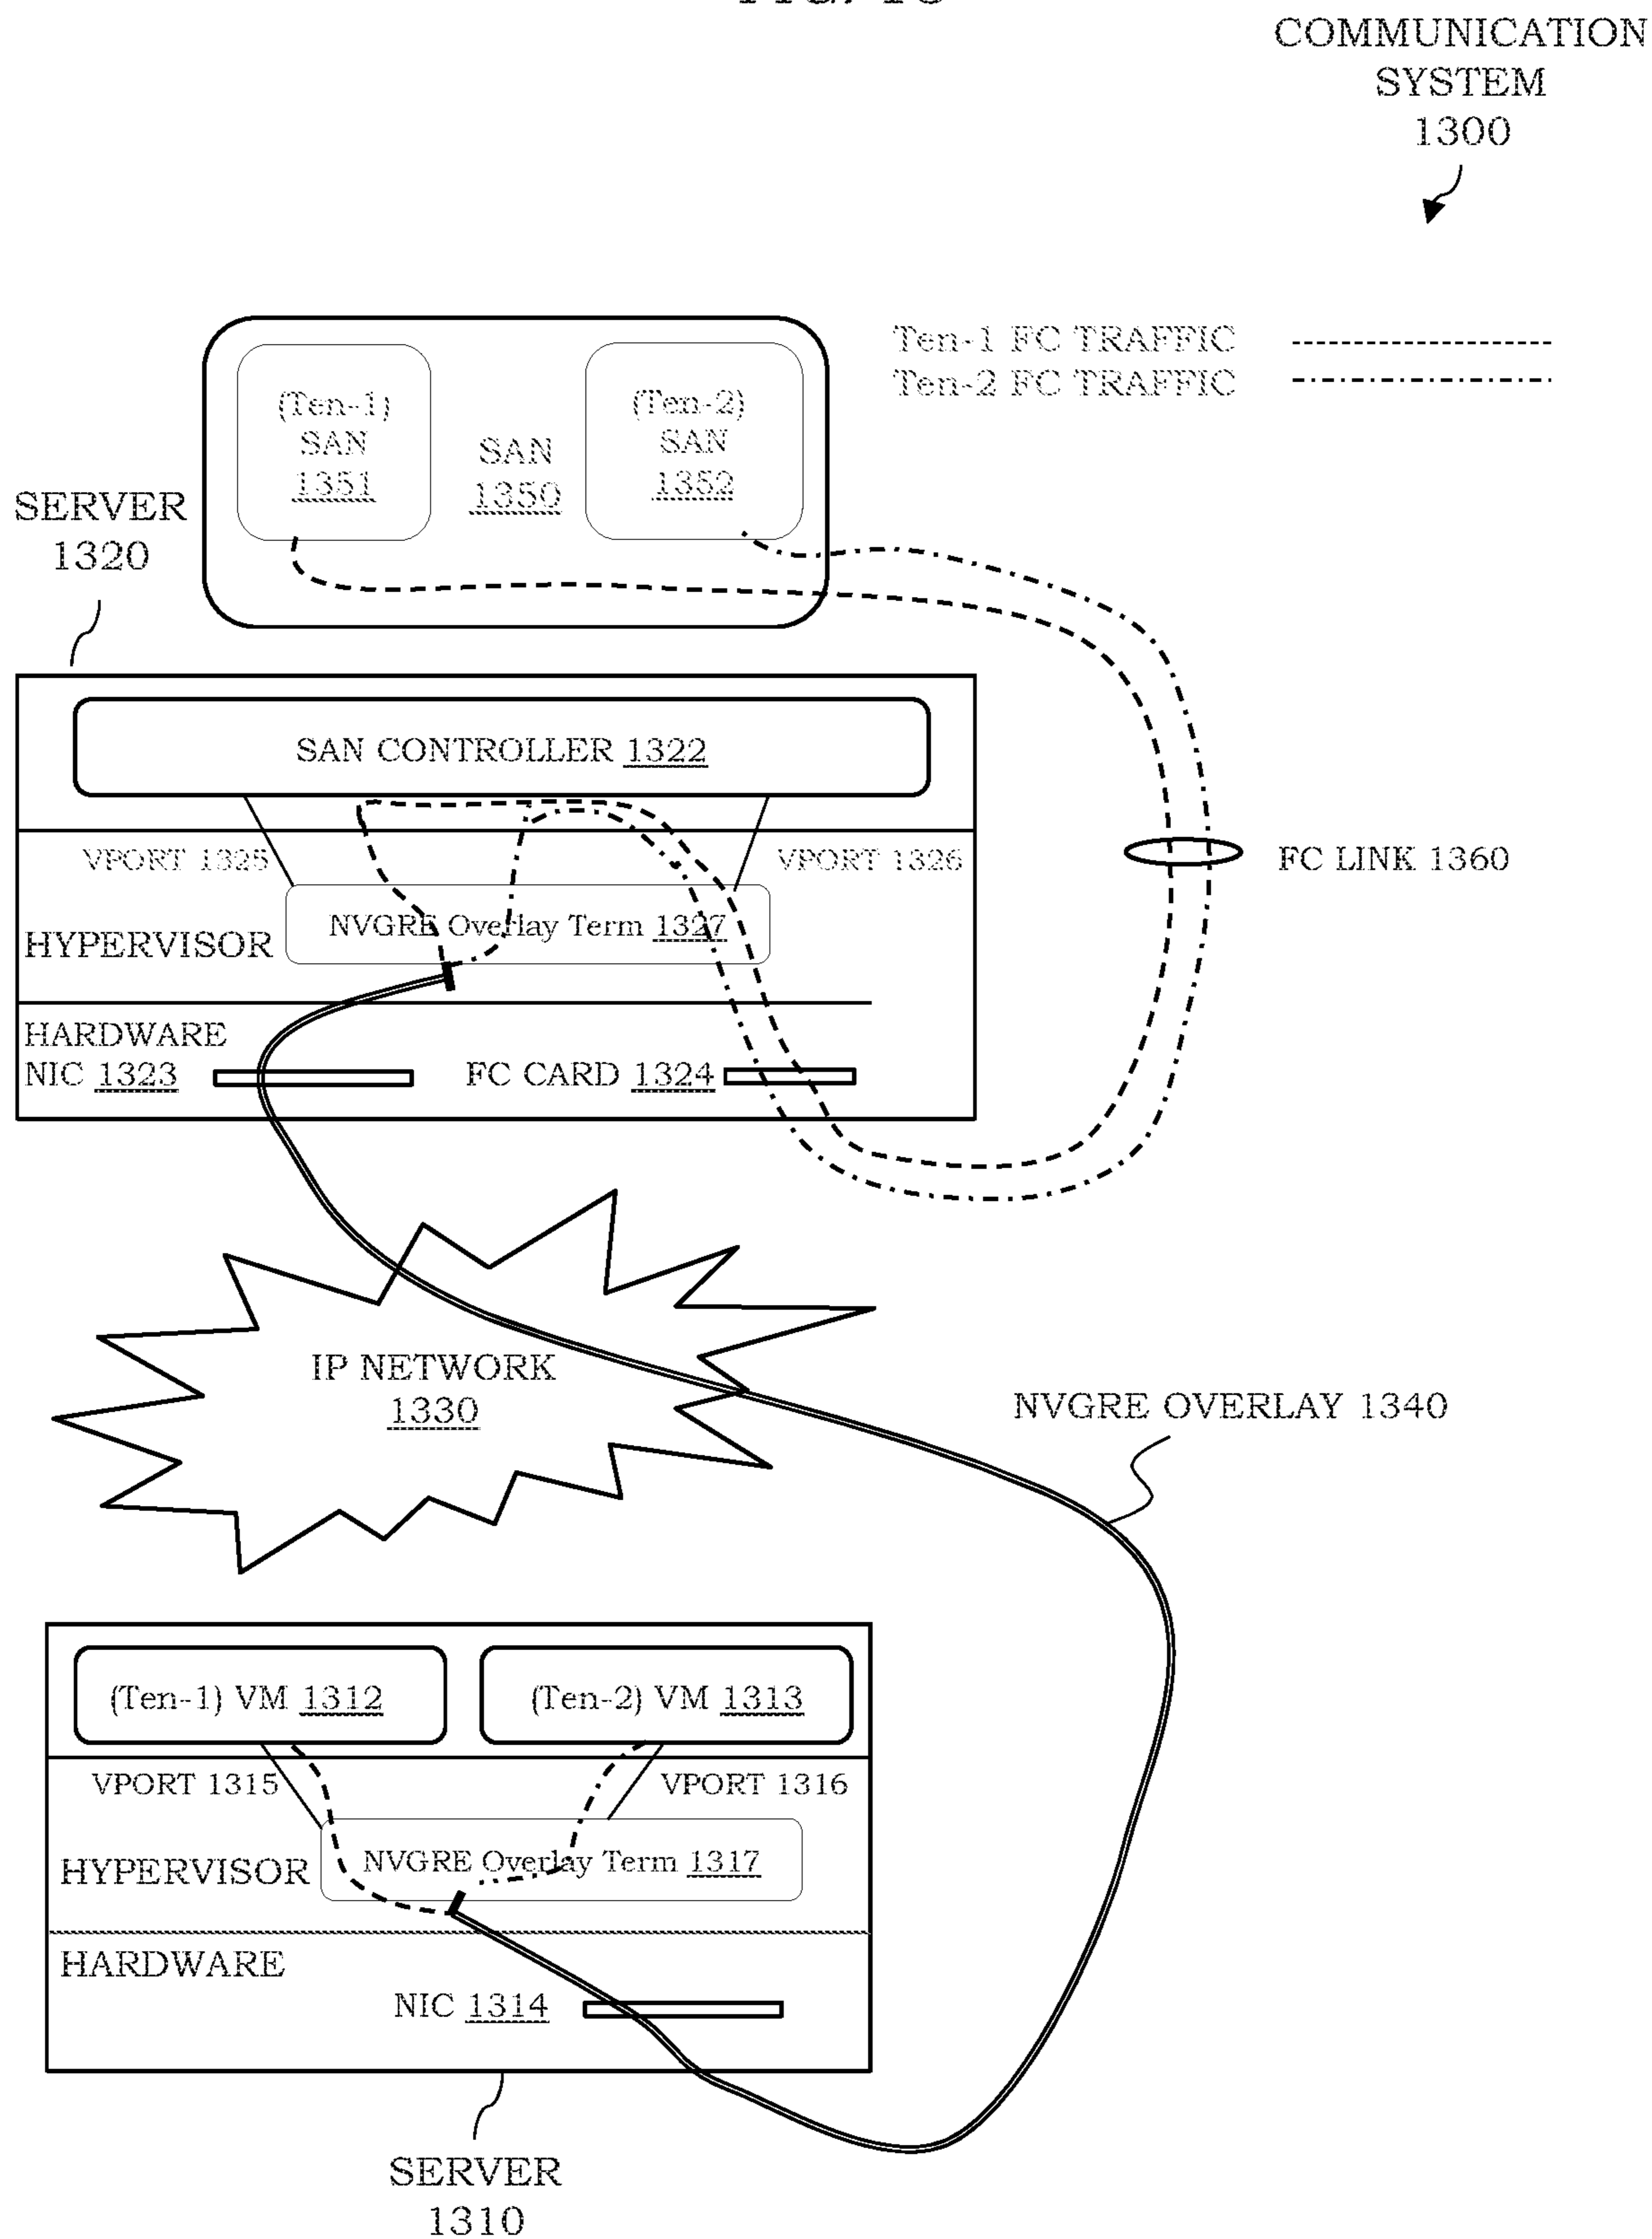 COMMUNICATION
SYSTEM
1300
Ten-1 FC TRAFFIC
Ten-2 FC TRAFFIC
(Ten-1)
SAN
1351
SAN
1350
(Ten-2)
SAN
1352
SERVER
1320
SAN CONTROLLER 1322
VPORT 1325
VPORT 1326
FC LINK 1360
NVGRE Overlay Term 1327
HYPERVISOR
HARDWARE
NIC 1323
FC CARD 1324
IP NETWORK
1330
NVGRE OVERLAY 1340
(Ten-1) VM 1312
(Ten-2) VM 1313
VPORT 1315
VPORT 1316
NVGRE Overlay Term 1317
HYPERVISOR
HARDWARE
NIC 1314
SERVER
1310